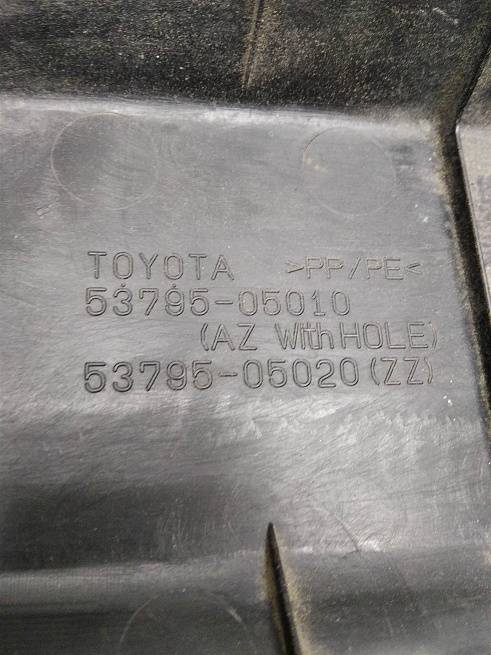 TOYOTA >PP/PE<
53795-05010
(AZ With HOLE)
53795-05020 (ZZ)